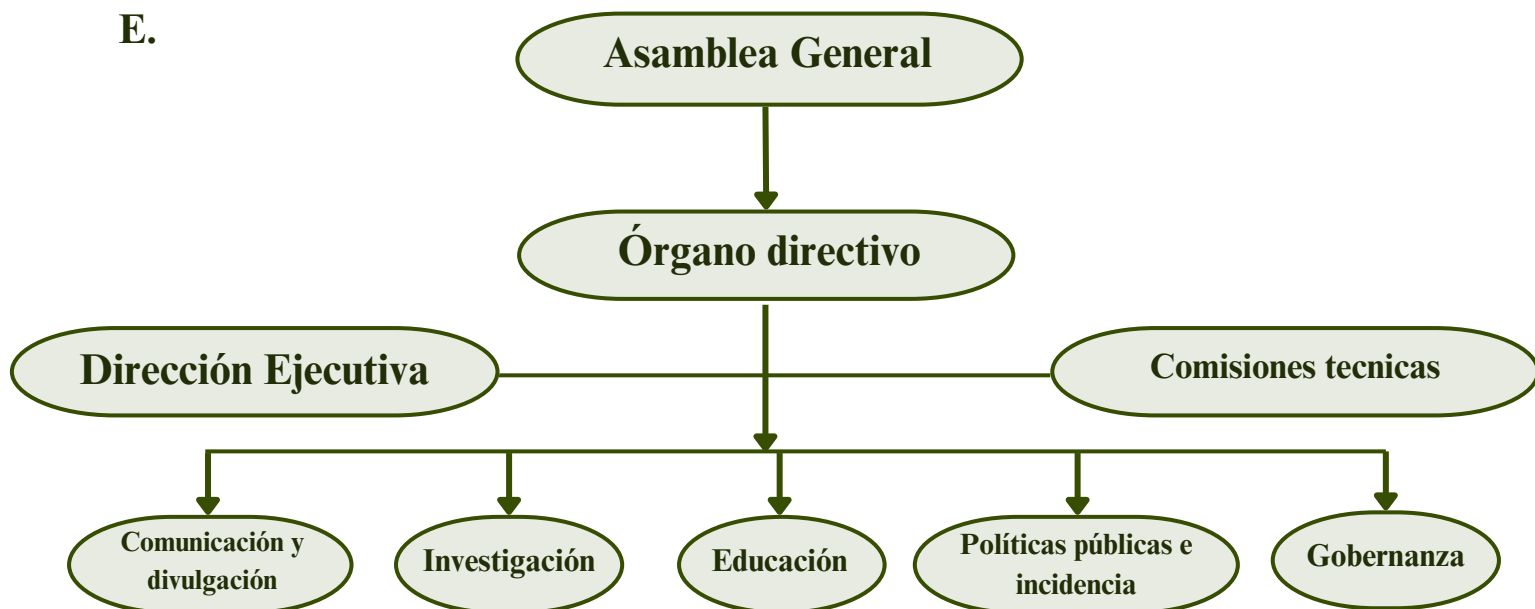 E.
Asamblea General
Órgano directivo
Dirección Ejecutiva
Comisiones tecnicas
Comunicación y
divulgación
Investigación
Educación
Políticas públicas e
incidencia
Gobernanza